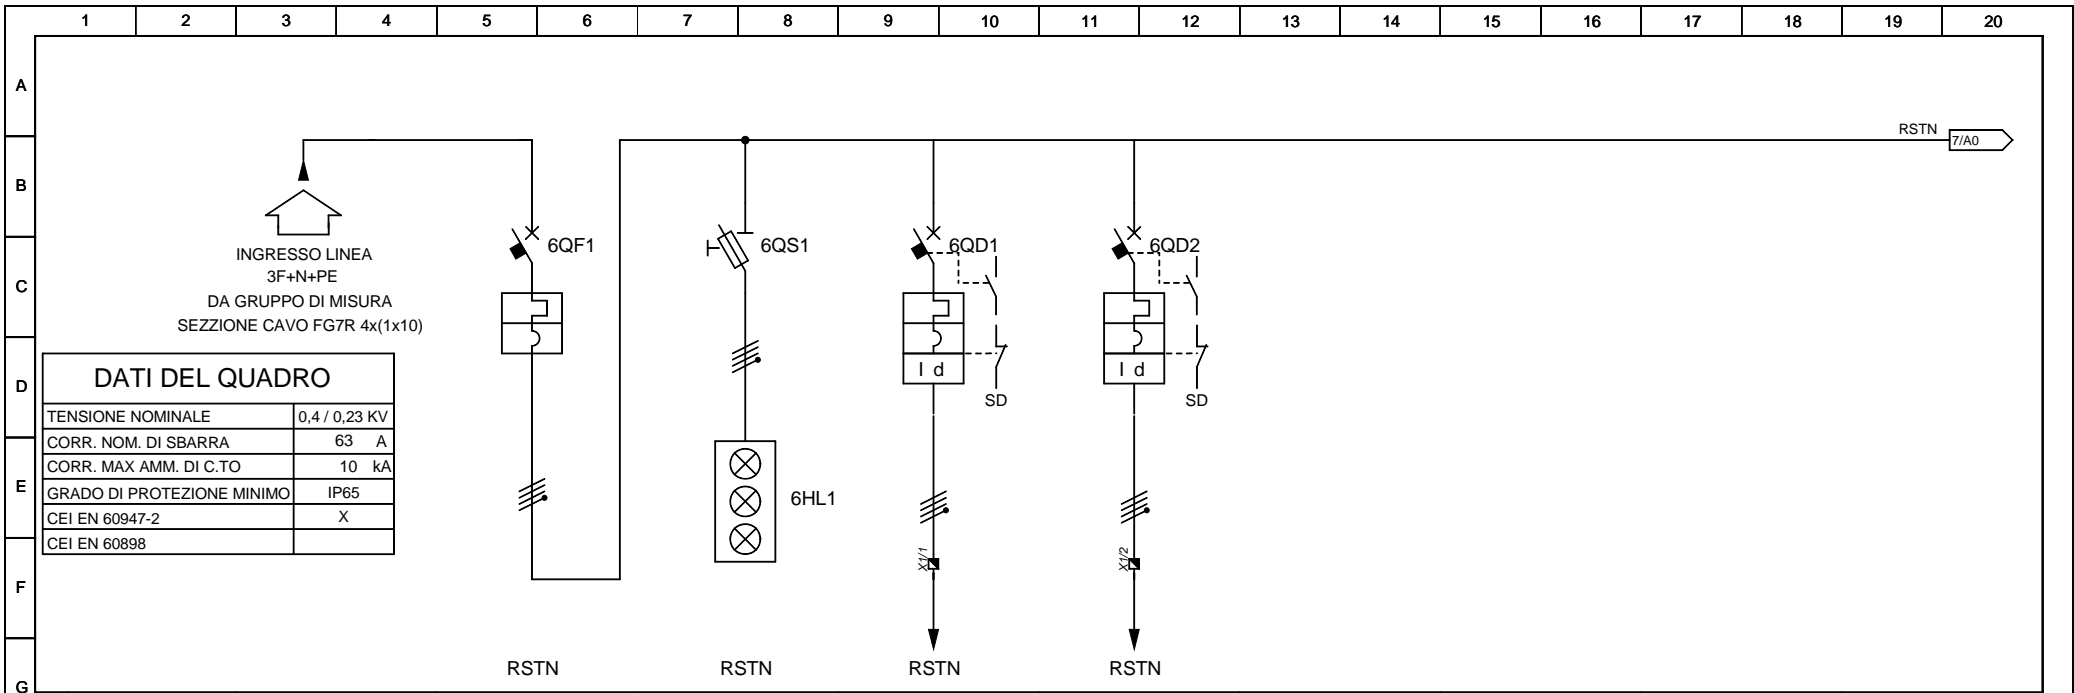 1 2 3 4 5 6 7 8 9 10 11 12 13 14 15 16 17 18 19 20
A
B
C
D
E
F
G
RSTN 7/A0
INGRESSO LINEA
3F+N+PE
DA GRUPPO DI MISURA
SEZZIONE CAVO FG7R 4x(1x10)
6QF1
6QS1
6QD1
6QD2
I d
SD
I d
SD
DATI DEL QUADRO
TENSIONE NOMINALE 0,4 / 0,23 KV
CORR. NOM. DI SBARRA 63 A
CORR. MAX AMM. DI C.TO 10 kA
GRADO DI PROTEZIONE MINIMO IP65
CEI EN 60947-2 X
CEI EN 60898
6HL1
X1/1
X1/2
RSTN RSTN RSTN RSTN